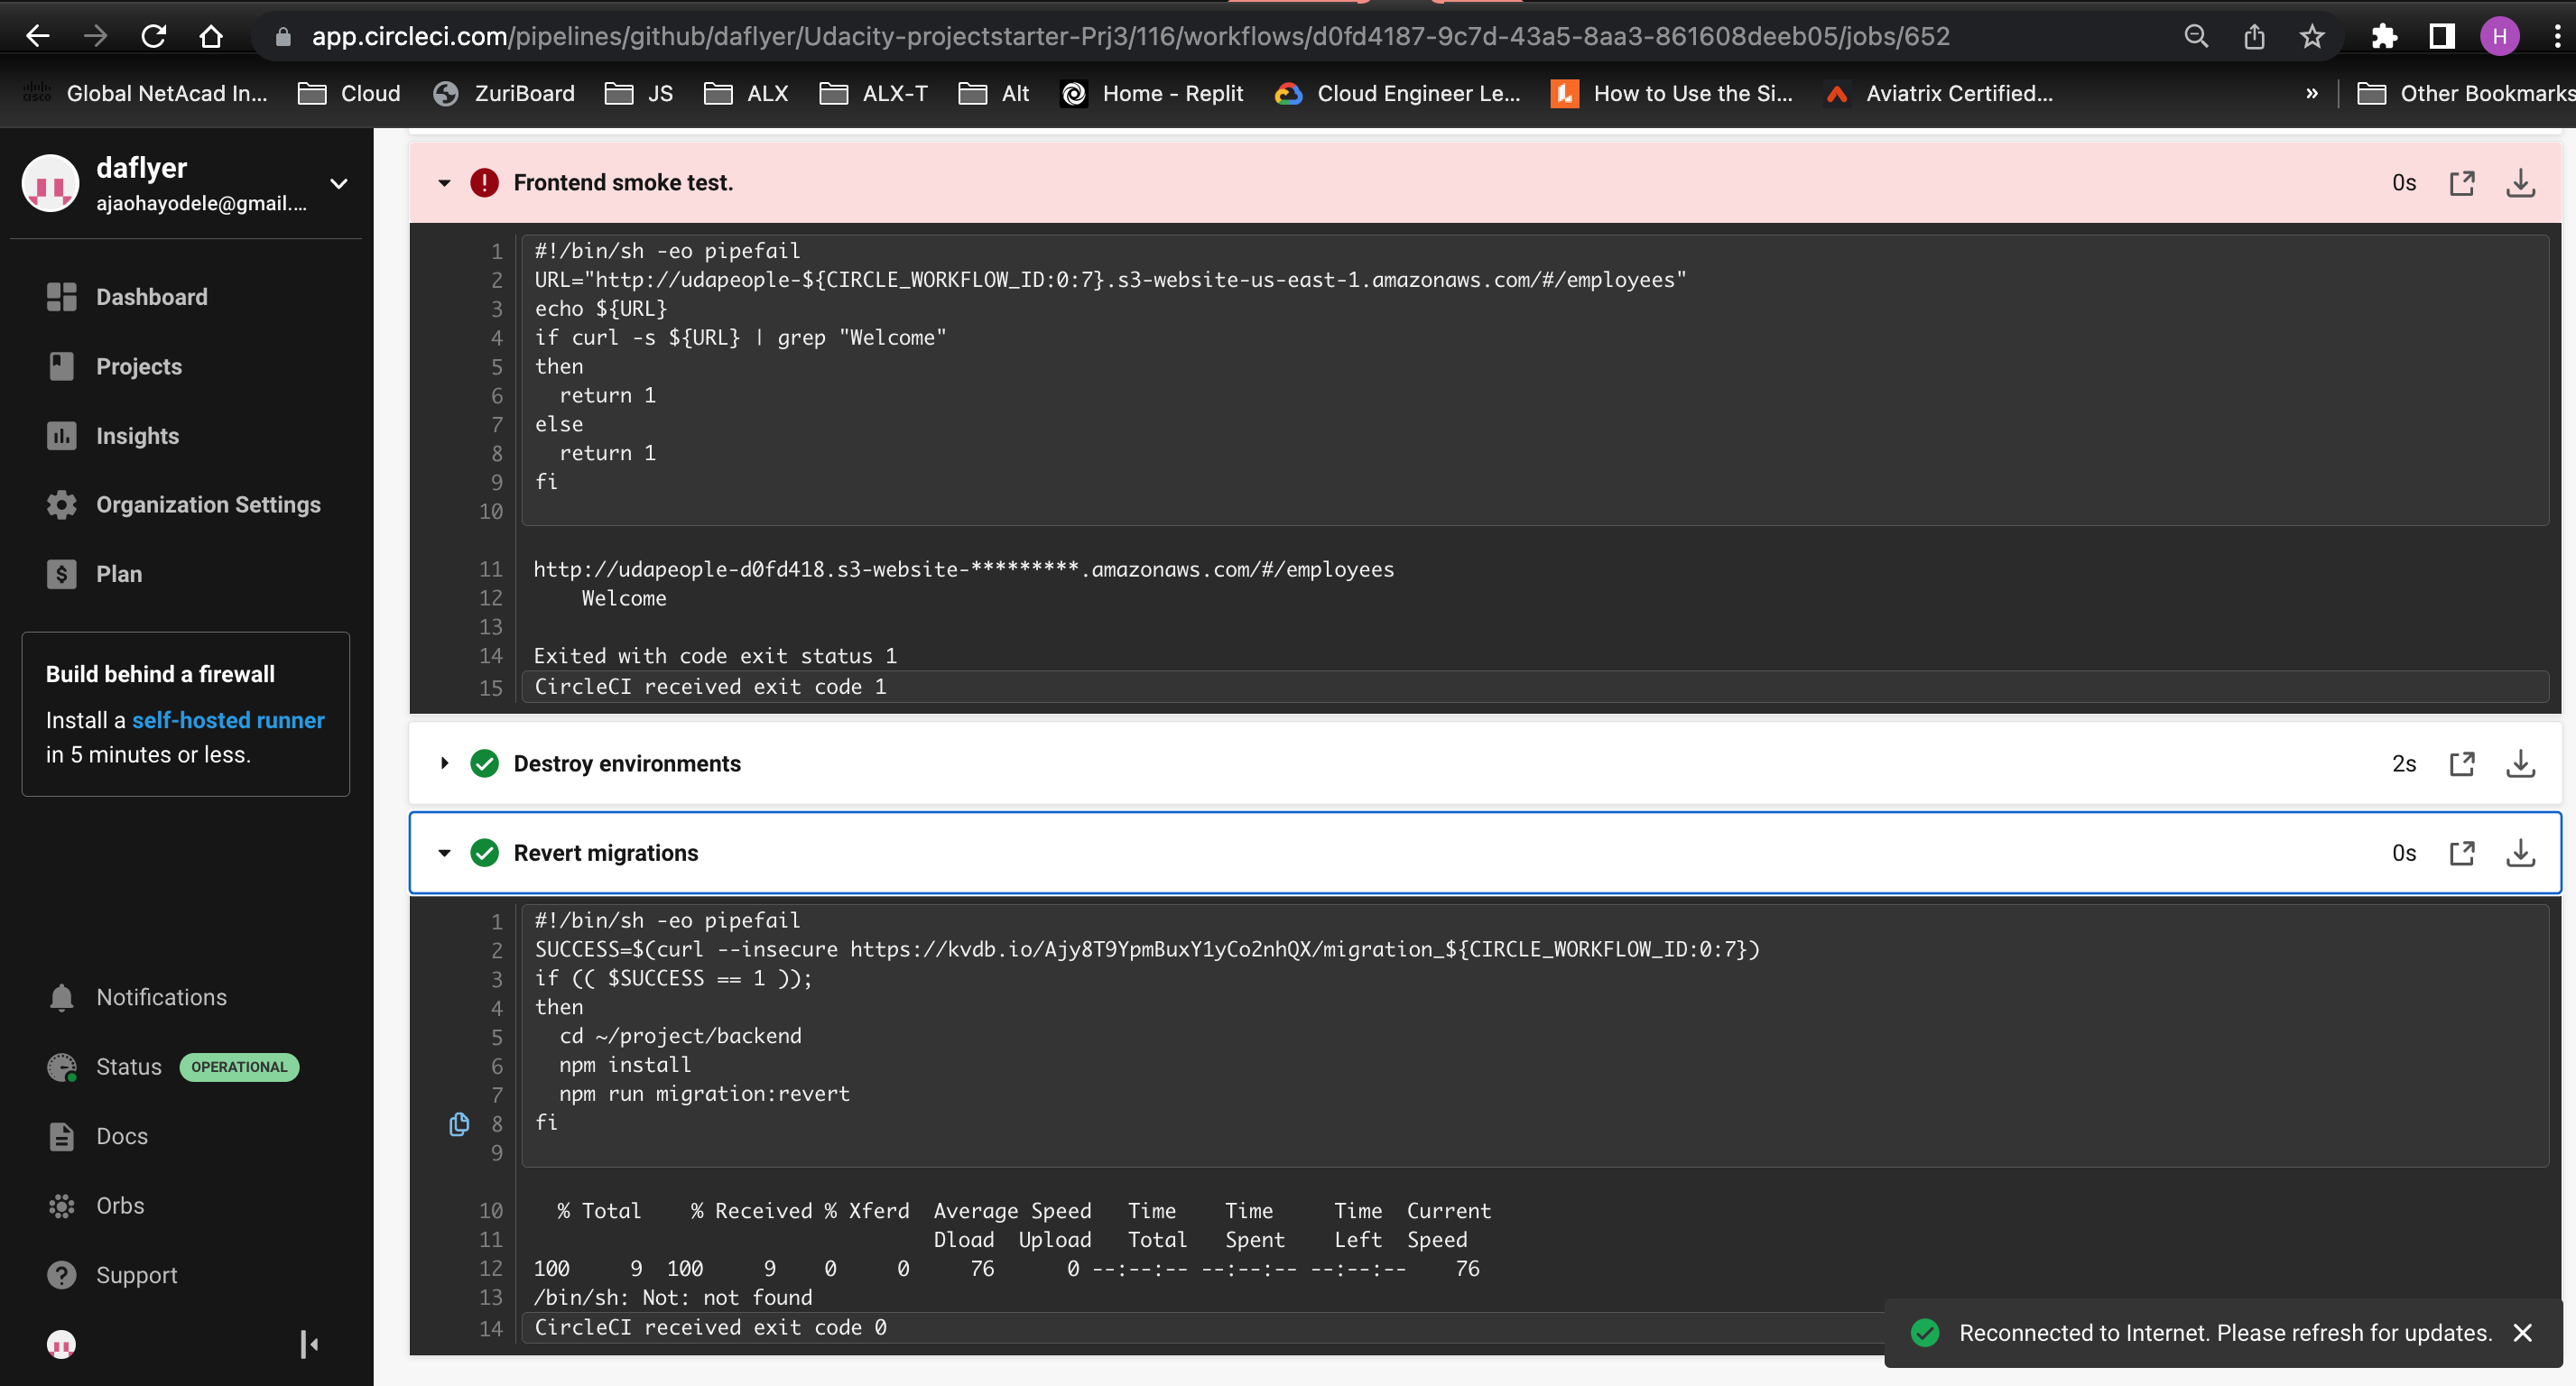 app.circleci.com/pipelines/github/daflyer/Udacity-projectstarter-Prj3/116/workflows/d0fd4187-9c7d-43a5-8aa3-861608deeb05/jobs/652
H
cisco Global NetAcad In... Cloud ZuriBoard JS ALX ALX-T Alt Home - Replit Cloud Engineer Le... How to Use the Si... Aviatrix Certified... » Other Bookmarks
daflyer
ajaohayodele@gmail....
Dashboard
Projects
Insights
Organization Settings
Plan
Build behind a firewall
Install a self-hosted runner
in 5 minutes or less.
Notifications
Status OPERATIONAL
Docs
Orbs
Support
Frontend smoke test. 0s
1 #!/bin/sh -eo pipefail
2 URL="http://udapeople-${CIRCLE_WORKFLOW_ID:0:7}.s3-website-us-east-1.amazonaws.com/#/employees"
3 echo ${URL}
4 if curl -s ${URL} | grep "Welcome"
5 then
6 return 1
7 else
8 return 1
9 fi
10
11 http://udapeople-d0fd418.s3-website-*********.amazonaws.com/#/employees
12 Welcome
13
14 Exited with code exit status 1
15 CircleCI received exit code 1
Destroy environments 2s
Revert migrations 0s
1 #!/bin/sh -eo pipefail
2 SUCCESS=$(curl --insecure https://kvdb.io/Ajy8T9YpmBuxY1yCo2nhQX/migration_${CIRCLE_WORKFLOW_ID:0:7})
3 if (( $SUCCESS == 1 ));
4 then
5 cd ~/project/backend
6 npm install
7 npm run migration:revert
8 fi
9
10 % Total % Received % Xferd Average Speed Time Time Time Current
11 Dload Upload Total Spent Left Speed
12 100 9 100 9 0 0 76 0 --:--:-- --:--:-- --:--:-- 76
13 /bin/sh: Not: not found
14 CircleCI received exit code 0
Reconnected to Internet. Please refresh for updates.